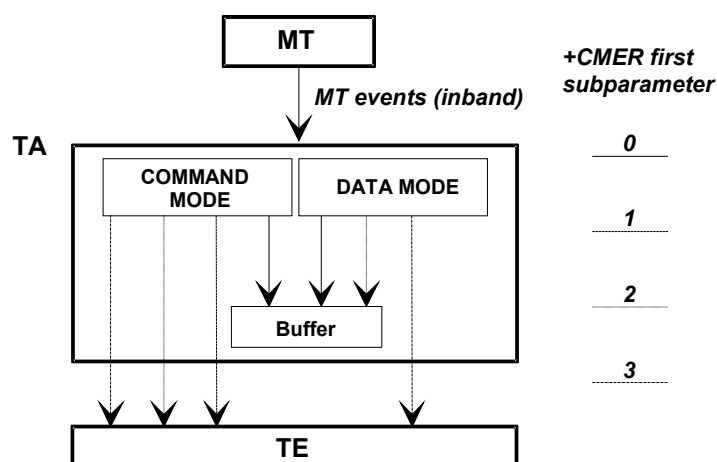 MT
+CMER first
subparameter
MT events (inband)
TA
0
COMMAND
MODE
DATA MODE
1
2
Buffer
3
TE